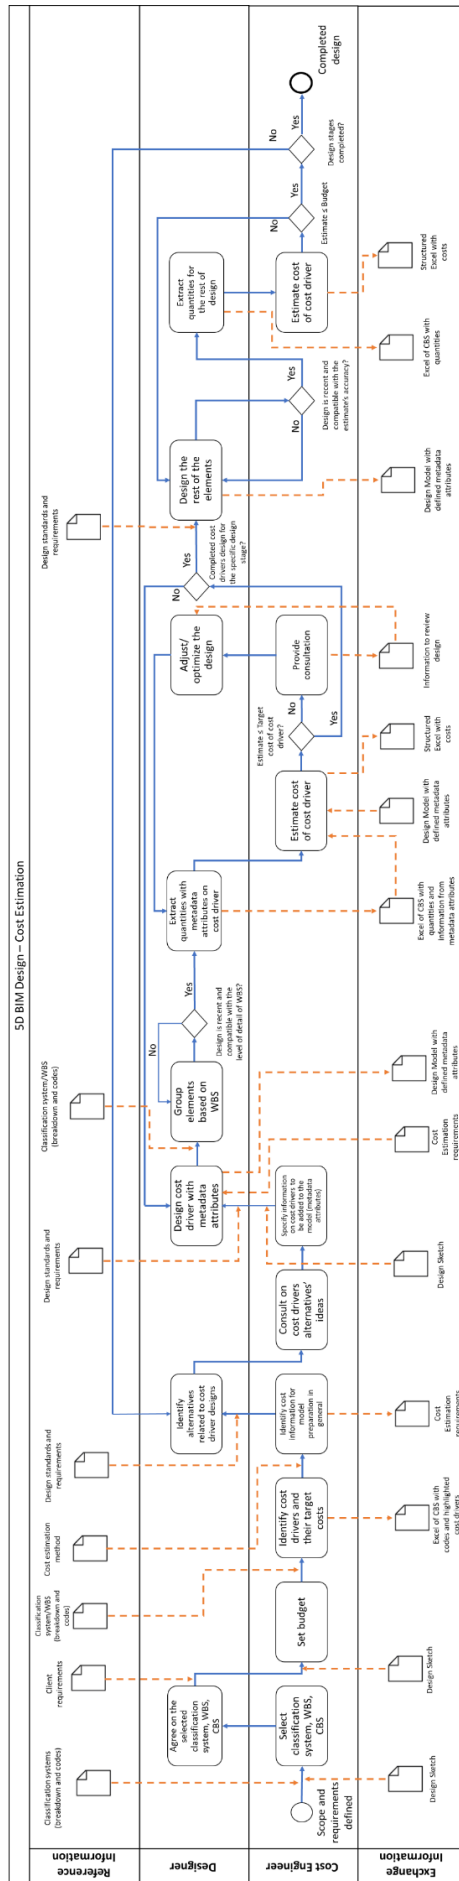 5D BIM Design – Cost Estimation
Reference
Information
Designer
Cost Engineer
Exchange
Information
Classification systems
(breakdown and codes)
Client
requirements
Classification
system/WBS
(breakdown and
codes)
Cost estimation
method
Design standards and
requirements
Design standards and
requirements
Classification system/WBS
(breakdown and codes)
Design standards and
requirements
Agree on the
selected
classification
system, WBS,
CBS
Identify
alternatives
related to cost
driver designs
Design cost
driver with
metadata
attributes
Group
elements
based on
WBS
No
Yes
Design is recent and
compatible with the
level of detail of WBS?
Extract
quantities with
metadata
attributes on
cost driver
Adjust/
optimize the
design
No
Yes
Completed cost
drivers design for
the specific design
stage?
Design the
rest of the
elements
Extract
quantities for
the rest of
design
Scope and
requirements
defined
Select
classification
system, WBS,
CBS
Set budget
Identify cost
drivers and
their target
costs
Identify cost
information for
model
preparation in
general
Consult on
cost drivers
alternatives’
ideas
Specify information
on cost drivers to
be added to the
model (metadata
attributes)
Estimate cost
of cost driver
Estimate ≤ Target
cost of cost
driver?
No
Yes
Provide
consultation
No
Yes
Design is recent and
compatible with the
estimate's accuracy?
Estimate cost
of cost driver
No
Yes
Estimate ≤ Budget
No
Yes
Design stages
completed?
Completed
design
Design Sketch
Design Sketch
Excel of CBS with
codes and highlighted
cost drivers
Cost
Estimation
requirements
Design Sketch
Cost
Estimation
requirements
Design Model with
defined metadata
attributes
Excel of CBS with
quantities and
information from
metadata attributes
Design Model with
defined metadata
attributes
Structured
Excel with
costs
Information to
review
design
Design Model with
defined metadata
attributes
Excel of CBS with
quantities
Structured
Excel with
costs